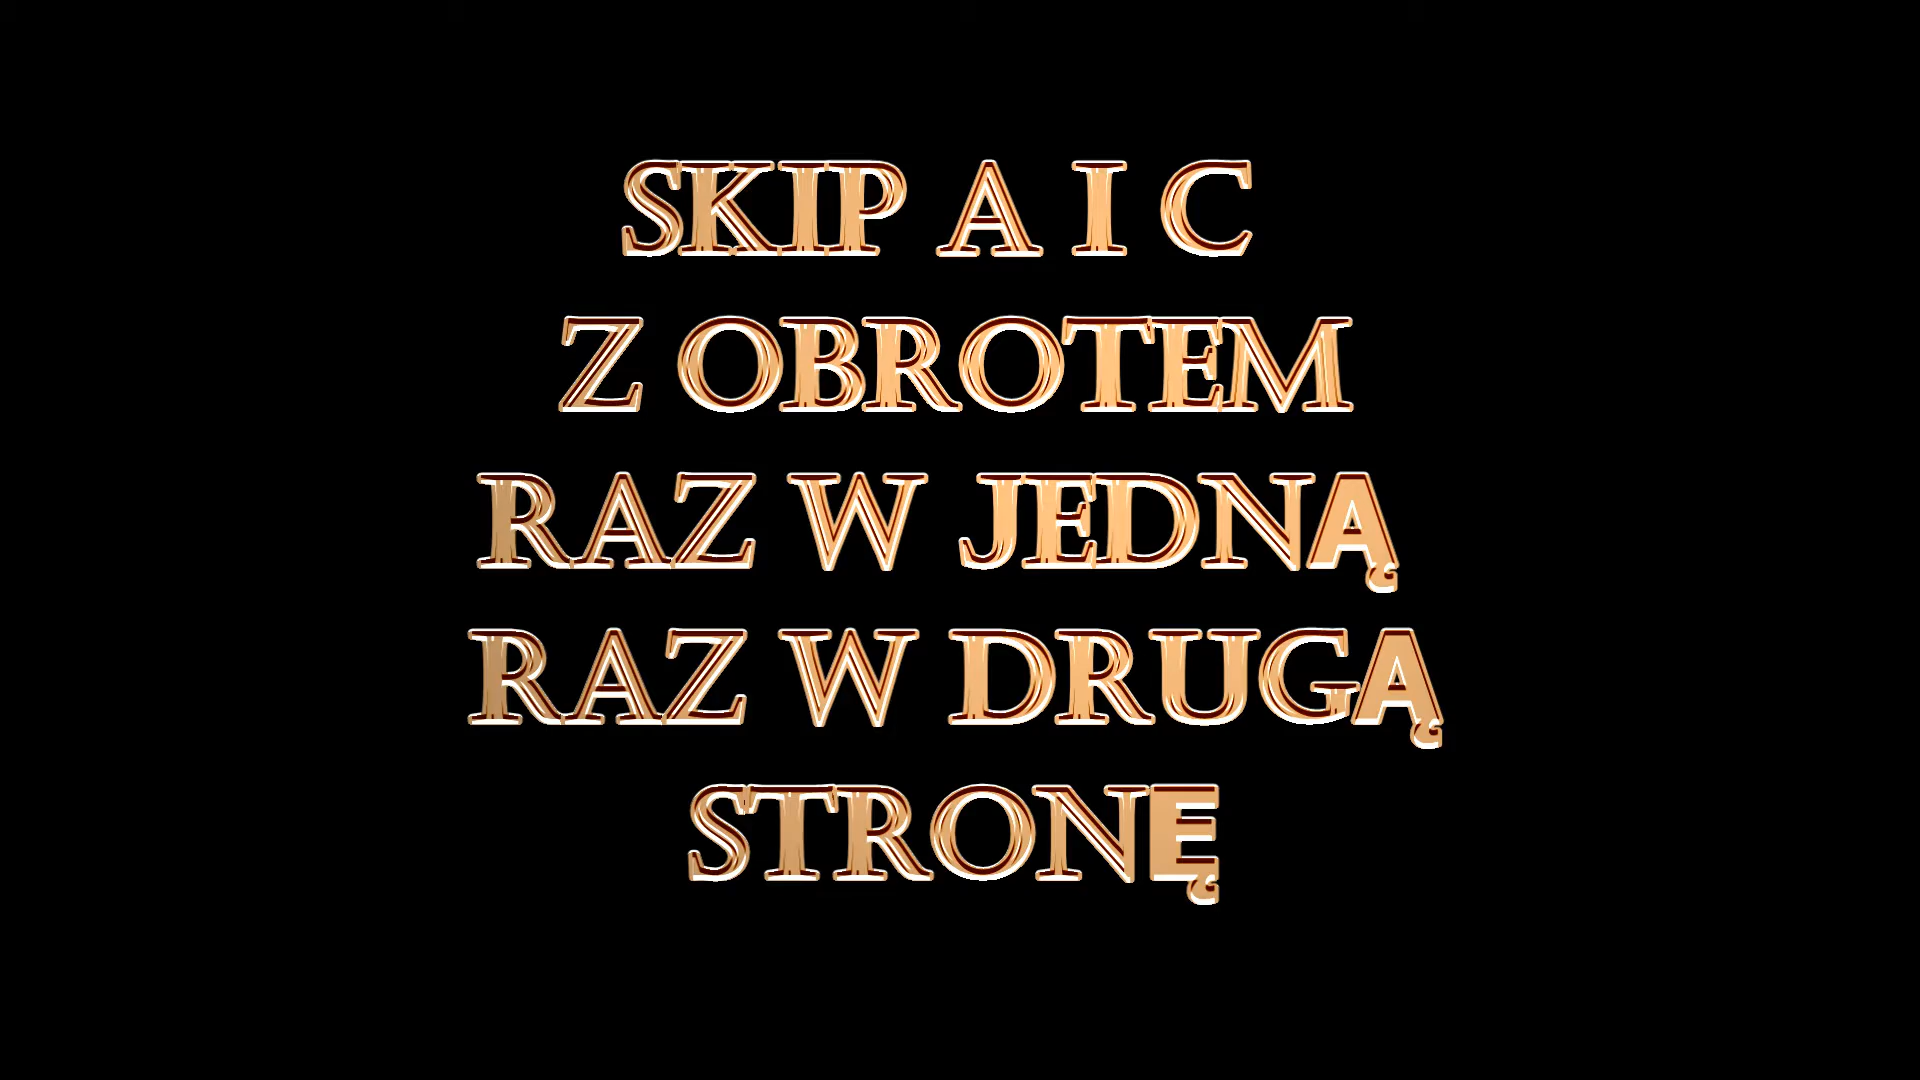 SKIP A I C
Z OBROTEM
RAZ W JEDNĄ
RAZ W DRUGĄ
STRONĘ